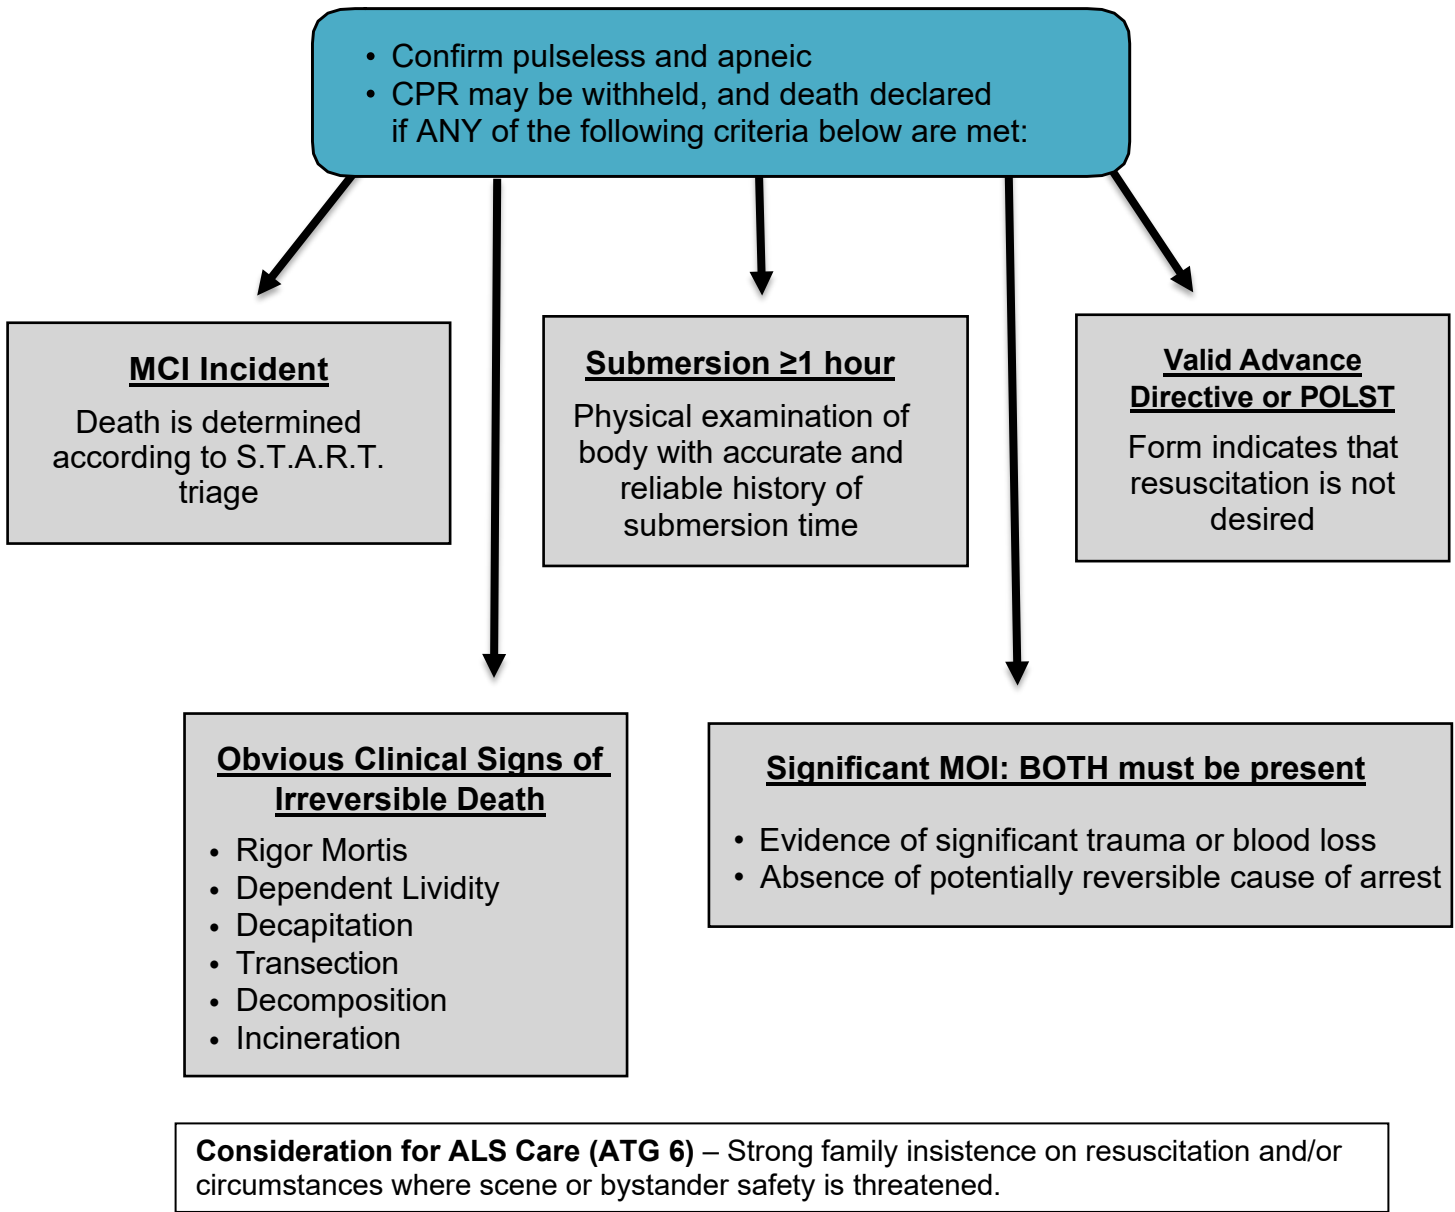 • Confirm pulseless and apneic
• CPR may be withheld, and death declared
if ANY of the following criteria below are met:
MCI Incident
Death is determined
according to S.T.A.R.T.
triage
Submersion ≥1 hour
Physical examination of
body with accurate and
reliable history of
submersion time
Valid Advance
Directive or POLST
Form indicates that
resuscitation is not
desired
Obvious Clinical Signs of
Irreversible Death
• Rigor Mortis
• Dependent Lividity
• Decapitation
• Transection
• Decomposition
• Incineration
Significant MOI: BOTH must be present
• Evidence of significant trauma or blood loss
• Absence of potentially reversible cause of arrest
Consideration for ALS Care (ATG 6) – Strong family insistence on resuscitation and/or
circumstances where scene or bystander safety is threatened.